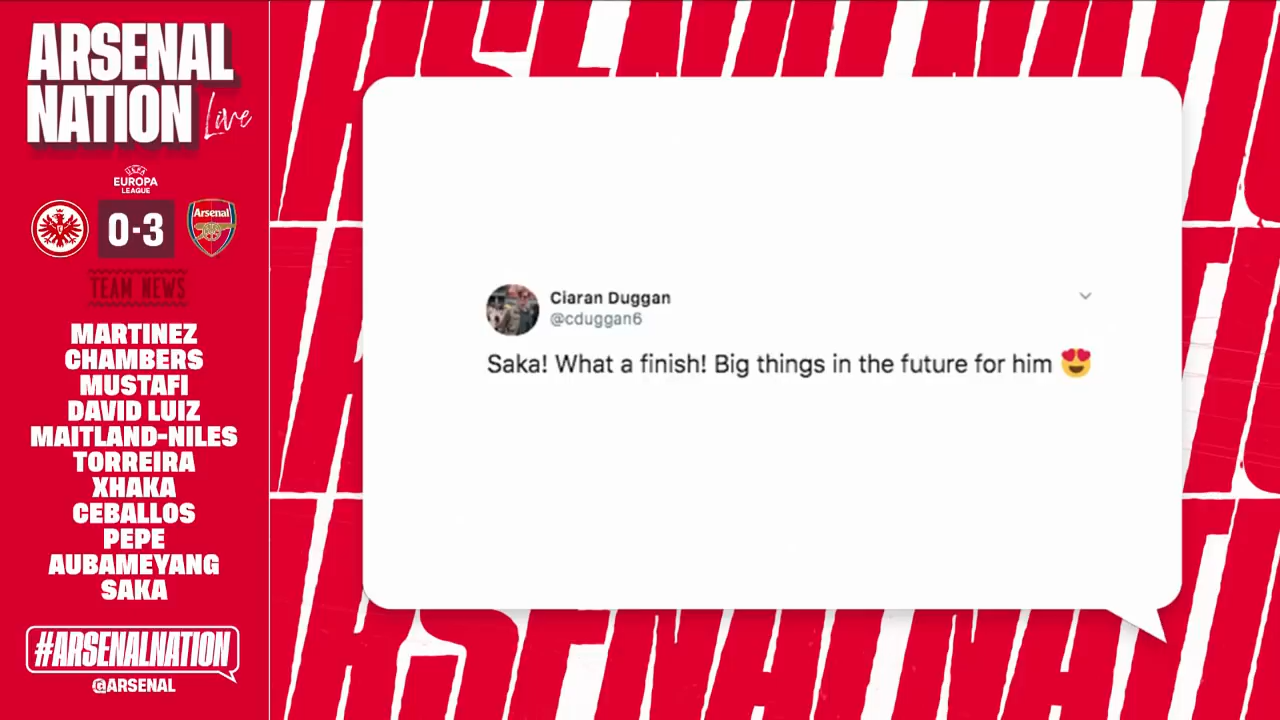 ARSENAL
NATION
Live
UEFA
EUROPA
LEAGUE
0-3
Arsenal
TEAM NEWS
MARTINEZ
CHAMBERS
MUSTAFI
DAVID LUIZ
MAITLAND-NILES
TORREIRA
XHAKA
CEBALLOS
PEPE
AUBAMEYANG
SAKA
#ARSENALNATION
@ARSENAL
Ciaran Duggan
@cduggan6
Saka! What a finish! Big things in the future for him 😍